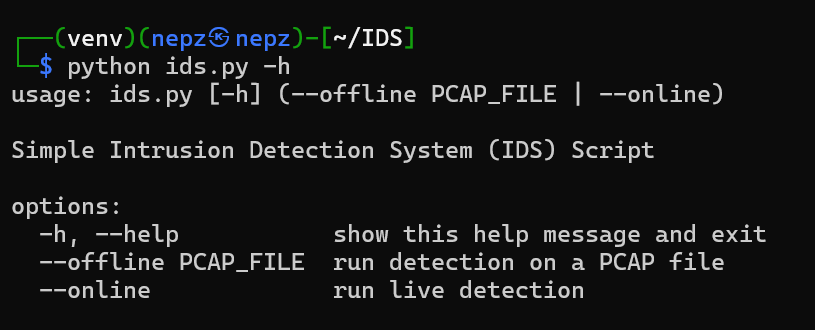 ┌──(venv)(nepz㉿nepz)-[~/IDS]
└─$ python ids.py -h
usage: ids.py [-h] (--offline PCAP_FILE | --online)
Simple Intrusion Detection System (IDS) Script
options:
  -h, --help           show this help message and exit
  --offline PCAP_FILE  run detection on a PCAP file
  --online             run live detection